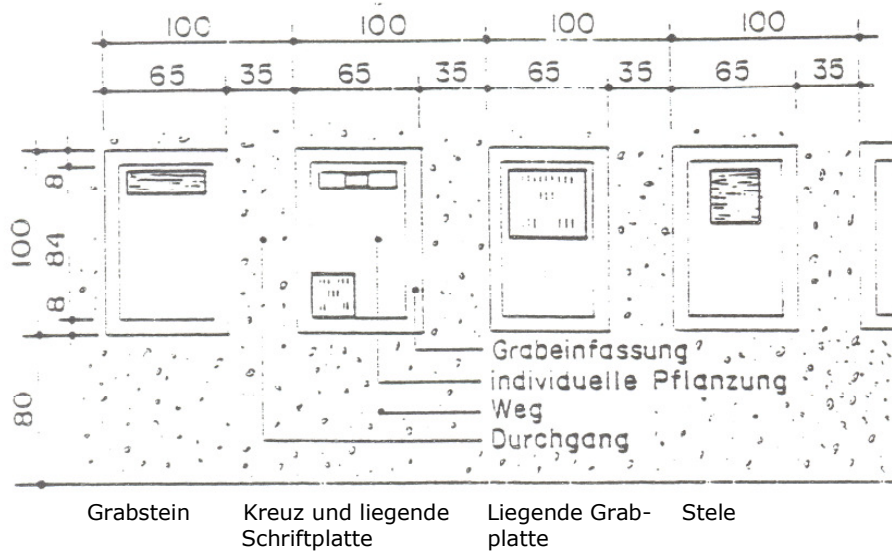 100 100 100 100
65 35 65 35 65 35 65 35
100
8
84
8
80
Grabeinfassung
individuelle Pflanzung
Weg
Durchgang
Grabstein Kreuz und liegende Liegende Grab- Stele
Schriftplatte platte